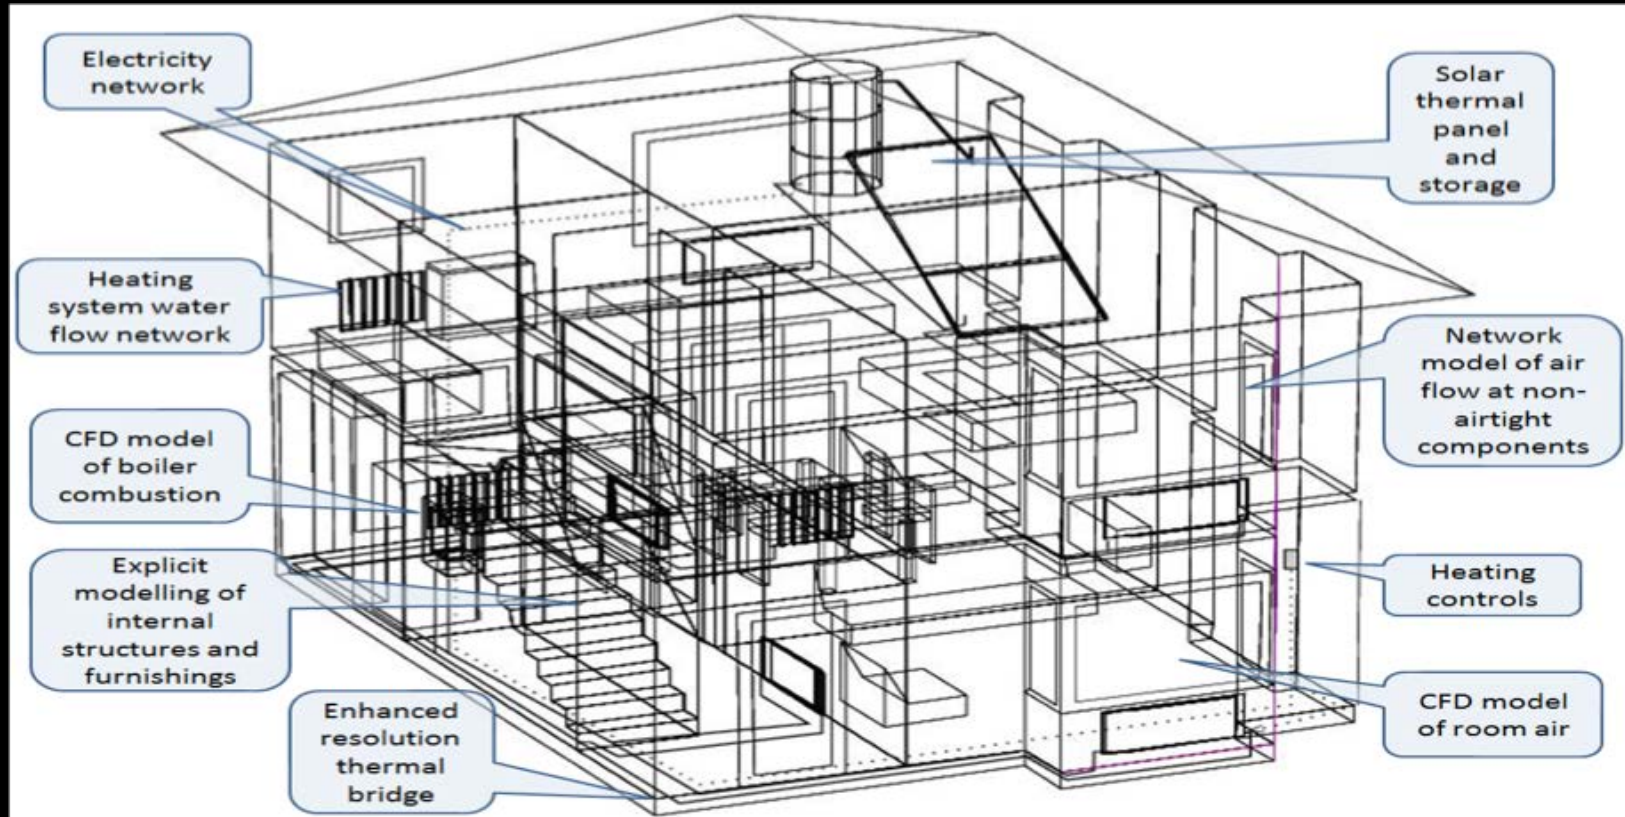 Electricity
network
Heating
system water
flow network
CFD model
of boiler
combustion
Explicit
modelling of
internal
structures and
furnishings
Enhanced
resolution
thermal
bridge
Solar
thermal
panel
and
storage
Network
model of air
flow at non-
airtight
components
Heating
controls
CFD model
of room air